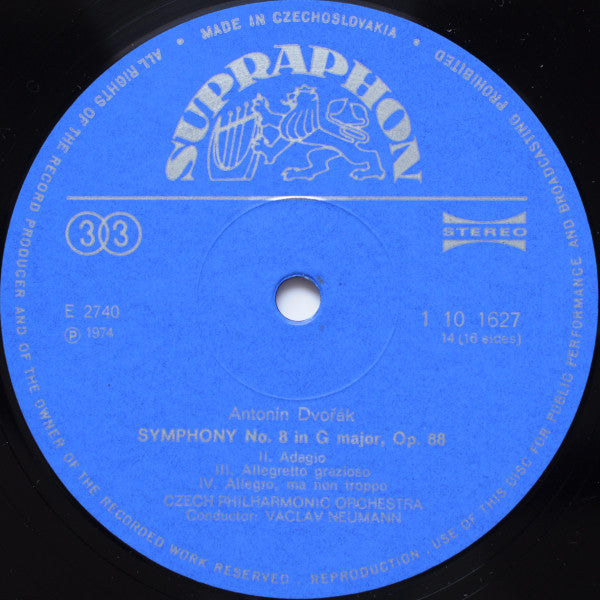 • MADE IN CZECHOSLOVAKIA •
ALL RIGHTS OF THE RECORD PRODUCER AND OF THE OWNER OF THE RECORDED WORK RESERVED. REPRODUCTION, USE OF THIS DISC FOR PUBLIC PERFORMANCE AND BROADCASTING PROHIBITED
SUPRAPHON
33
STEREO
E 2740
1 10 1627
Ⓟ 1974
14 (16 sides)
Antonín Dvořák
SYMPHONY No. 8 in G major, Op. 88
II. Adagio
III. Allegretto grazioso
IV. Allegro, ma non troppo
CZECH PHILHARMONIC ORCHESTRA
Conductor: VÁCLAV NEUMANN